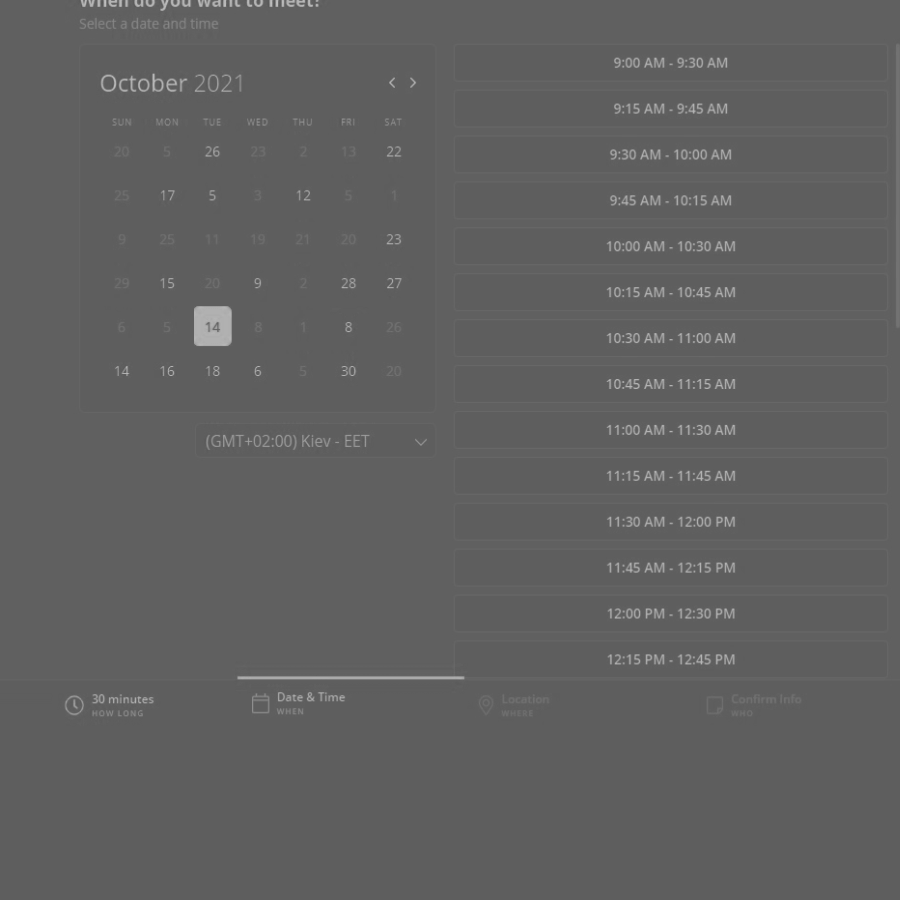 When do you want to meet?
Select a date and time
October 2021
SUN MON TUE WED THU FRI SAT
20 5 26 23 2 13 22
25 17 5 3 12 5 1
9 25 11 19 21 20 23
29 15 20 9 2 28 27
6 5 14 8 1 8 26
14 16 18 6 5 30 20
(GMT+02:00) Kiev - EET
9:00 AM - 9:30 AM
9:15 AM - 9:45 AM
9:30 AM - 10:00 AM
9:45 AM - 10:15 AM
10:00 AM - 10:30 AM
10:15 AM - 10:45 AM
10:30 AM - 11:00 AM
10:45 AM - 11:15 AM
11:00 AM - 11:30 AM
11:15 AM - 11:45 AM
11:30 AM - 12:00 PM
11:45 AM - 12:15 PM
12:00 PM - 12:30 PM
12:15 PM - 12:45 PM
30 minutes
HOW LONG
Date & Time
WHEN
Location
WHERE
Confirm Info
WHO